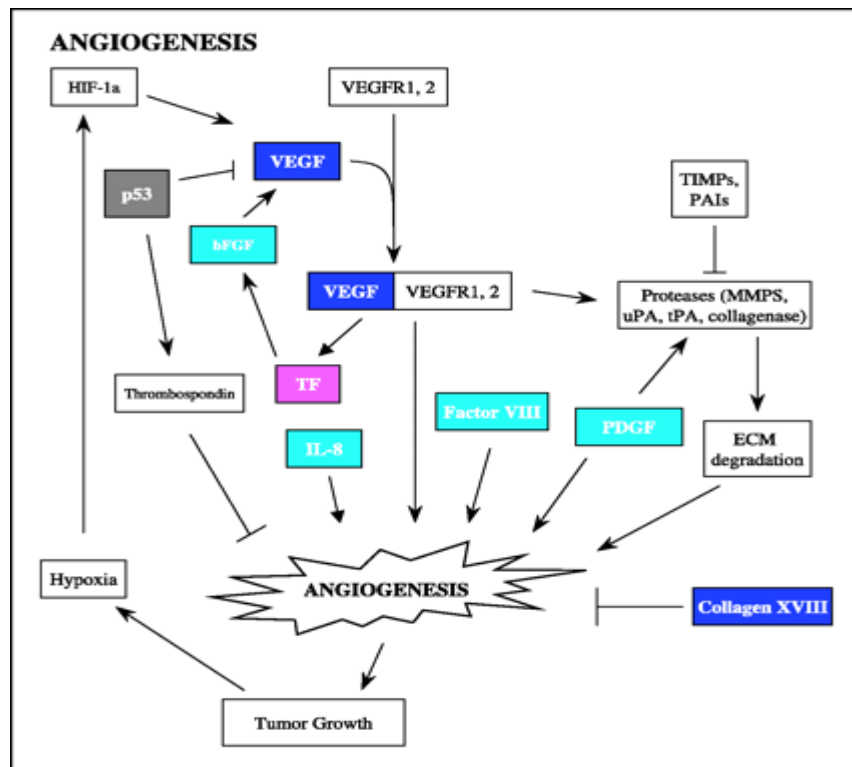 ANGIOGENESIS
HIF-1a
VEGFR1, 2
VEGF
p53
TIMPs,
PAIs
bFGF
VEGF
VEGFR1, 2
Proteases (MMPS,
uPA, tPA, collagenase)
TF
Thrombospondin
Factor VIII
PDGF
IL-8
ECM
degradation
Hypoxia
ANGIOGENESIS
Collagen XVIII
Tumor Growth